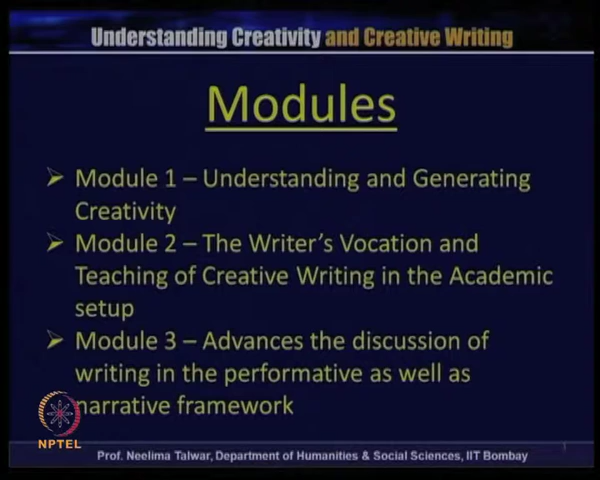 Understanding Creativity and Creative Writing
Modules
➢ Module 1 – Understanding and Generating
Creativity
➢ Module 2 – The Writer's Vocation and
Teaching of Creative Writing in the Academic
setup
➢ Module 3 – Advances the discussion of
writing in the performative as well as
narrative framework
NPTEL
Prof. Neelima Talwar, Department of Humanities & Social Sciences, IIT Bombay
1